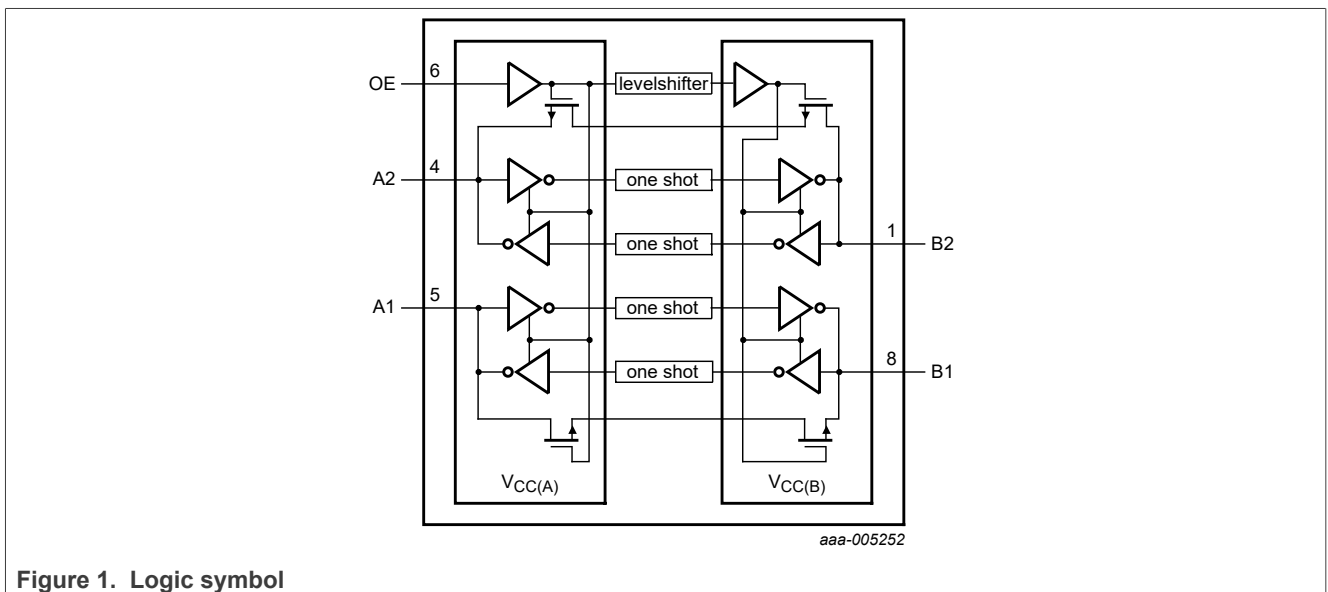 OE 6 levelshifter
A2 4 one shot
one shot 1 B2
A1 5 one shot
one shot 8 B1
VCC(A) VCC(B)
aaa-005252
Figure 1. Logic symbol